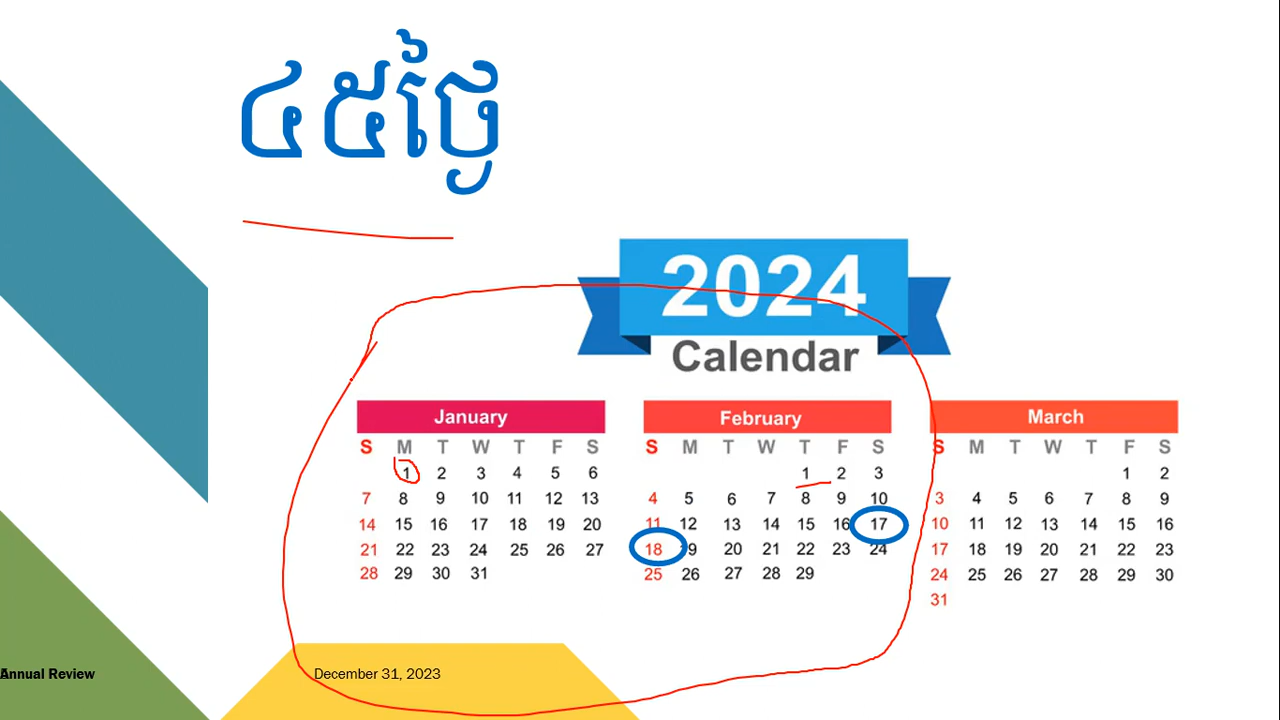 ៤៥ថ្ងៃ
2024
Calendar
January
S M T W T F S
1 2 3 4 5 6
7 8 9 10 11 12 13
14 15 16 17 18 19 20
21 22 23 24 25 26 27
28 29 30 31
February
S M T W T F S
1 2 3
4 5 6 7 8 9 10
11 12 13 14 15 16 17
18 19 20 21 22 23 24
25 26 27 28 29
March
S M T W T F S
1 2
3 4 5 6 7 8 9
10 11 12 13 14 15 16
17 18 19 20 21 22 23
24 25 26 27 28 29 30
31
Annual Review
December 31, 2023